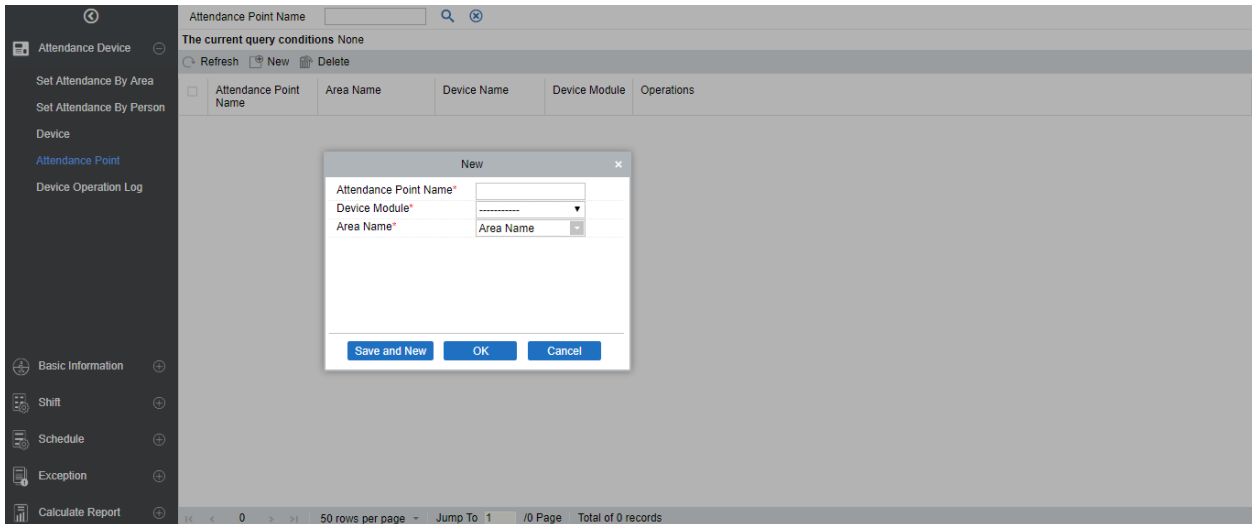 Attendance Point Name
The current query conditions None
Refresh New Delete
Attendance Point Name Area Name Device Name Device Module Operations
Attendance Device
Set Attendance By Area
Set Attendance By Person
Device
Attendance Point
Device Operation Log
Basic Information
Shift
Schedule
Exception
Calculate Report
New
Attendance Point Name*
Device Module* -----------
Area Name* Area Name
Save and New OK Cancel
0 50 rows per page Jump To 1 /0 Page Total of 0 records